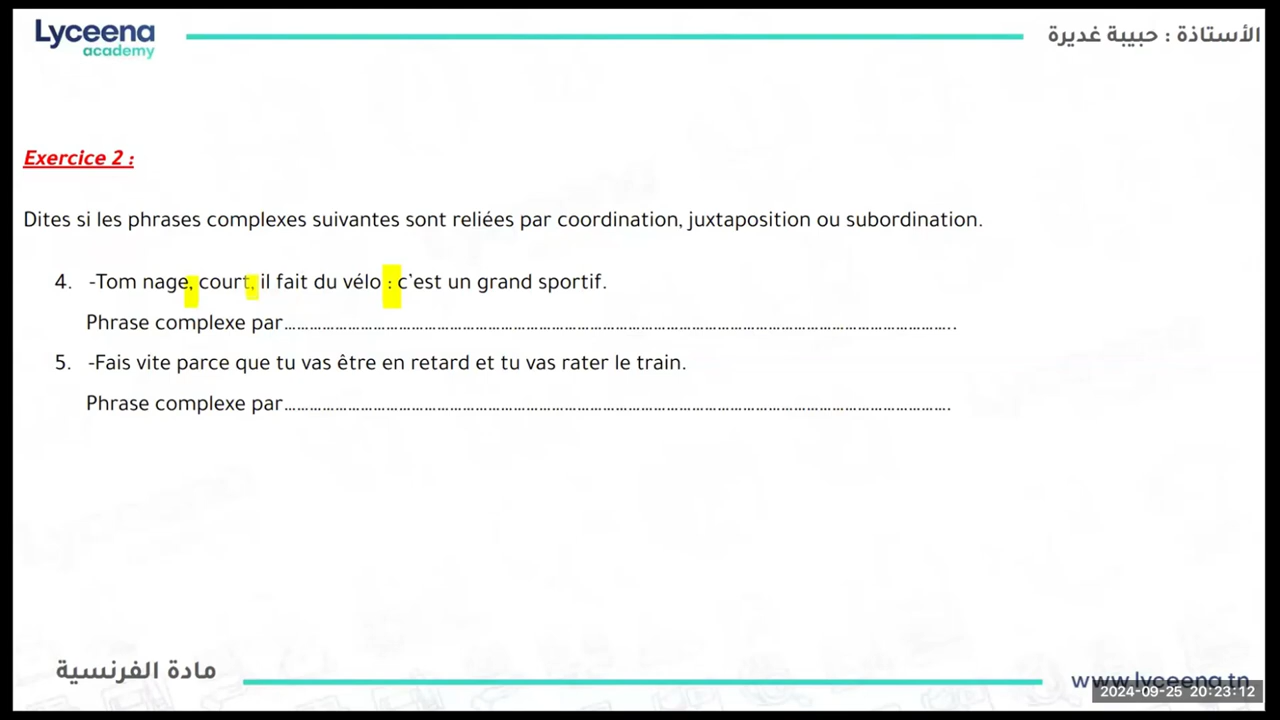 Lyceena
academy
الأستاذة : حبيبة غديرة
Exercice 2 :
Dites si les phrases complexes suivantes sont reliées par coordination, juxtaposition ou subordination.
4. -Tom nage, court, il fait du vélo : c‵est un grand sportif.
Phrase complexe par………………………………………………………………………………………………………..
5. -Fais vite parce que tu vas être en retard et tu vas rater le train.
Phrase complexe par……………………………………………………………………………………………………….
مادة الفرنسية
www.lyceena.tn
2024-09-25 20:23:12